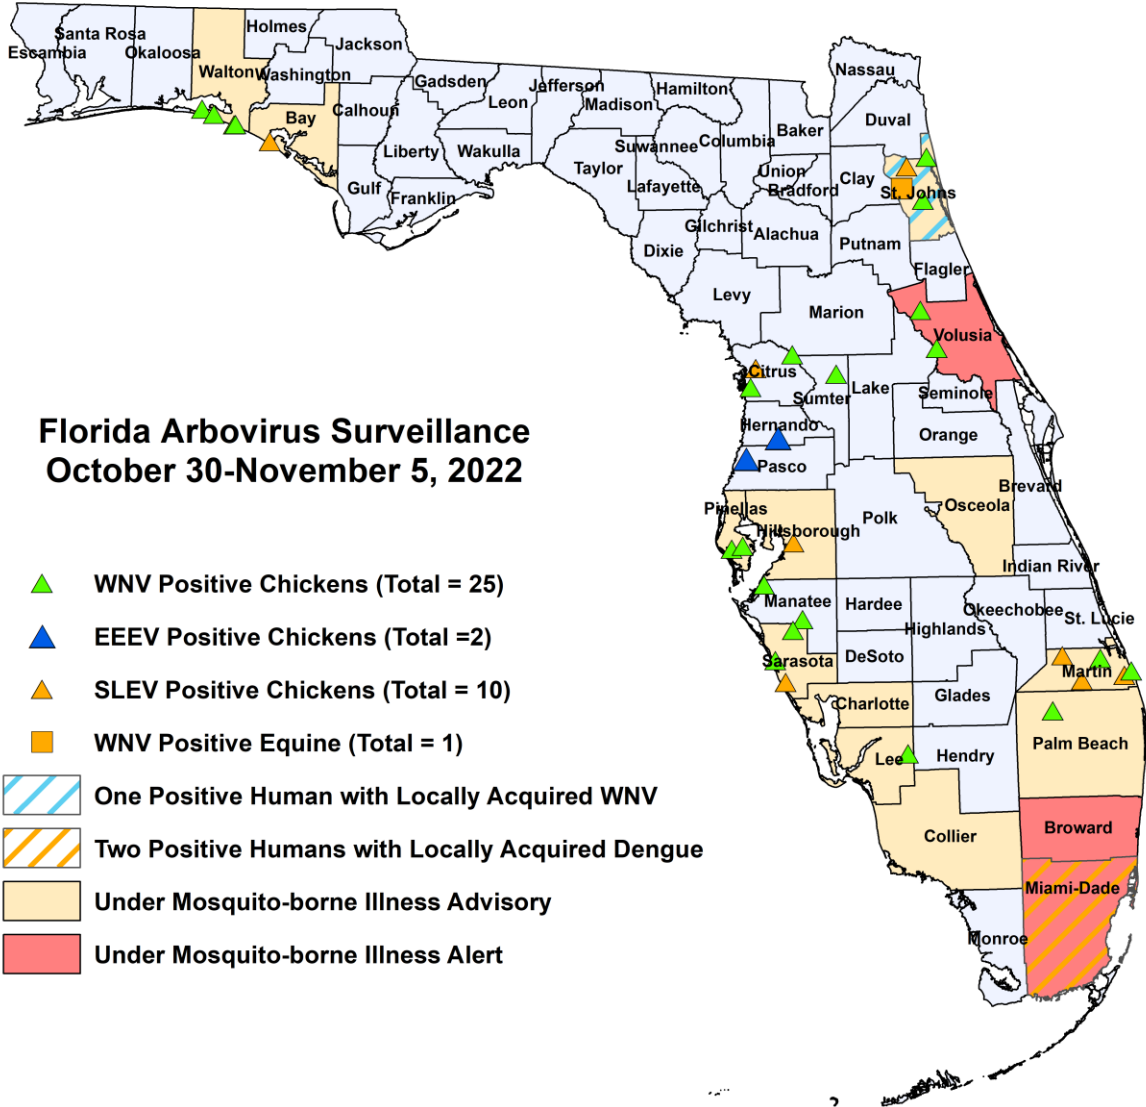 Holmes
Santa Rosa
Jackson
Escambia
Okaloosa
Walton
Washington
Nassau
Gadsden
Jefferson
Hamilton
Leon
Madison
Calhoun
Bay
Duval
Baker
Columbia
Suwannee
Liberty
Wakulla
Taylor
Union
Clay
Lafayette
Bradford
St. Johns
Gulf
Franklin
Gilchrist
Alachua
Putnam
Dixie
Flagler
Levy
Marion
Volusia
Citrus
Lake
Seminole
Sumter
Hernando
Orange
Pasco
Brevard
Pinellas
Osceola
Polk
Hillsborough
Indian River
Manatee
Hardee
Okeechobee
St. Lucie
Highlands
Sarasota
DeSoto
Martin
Charlotte
Glades
Palm Beach
Lee
Hendry
Broward
Collier
Miami-Dade
Monroe
Florida Arbovirus Surveillance
October 30-November 5, 2022
WNV Positive Chickens (Total = 25)
EEEV Positive Chickens (Total =2)
SLEV Positive Chickens (Total = 10)
WNV Positive Equine (Total = 1)
One Positive Human with Locally Acquired WNV
Two Positive Humans with Locally Acquired Dengue
Under Mosquito-borne Illness Advisory
Under Mosquito-borne Illness Alert